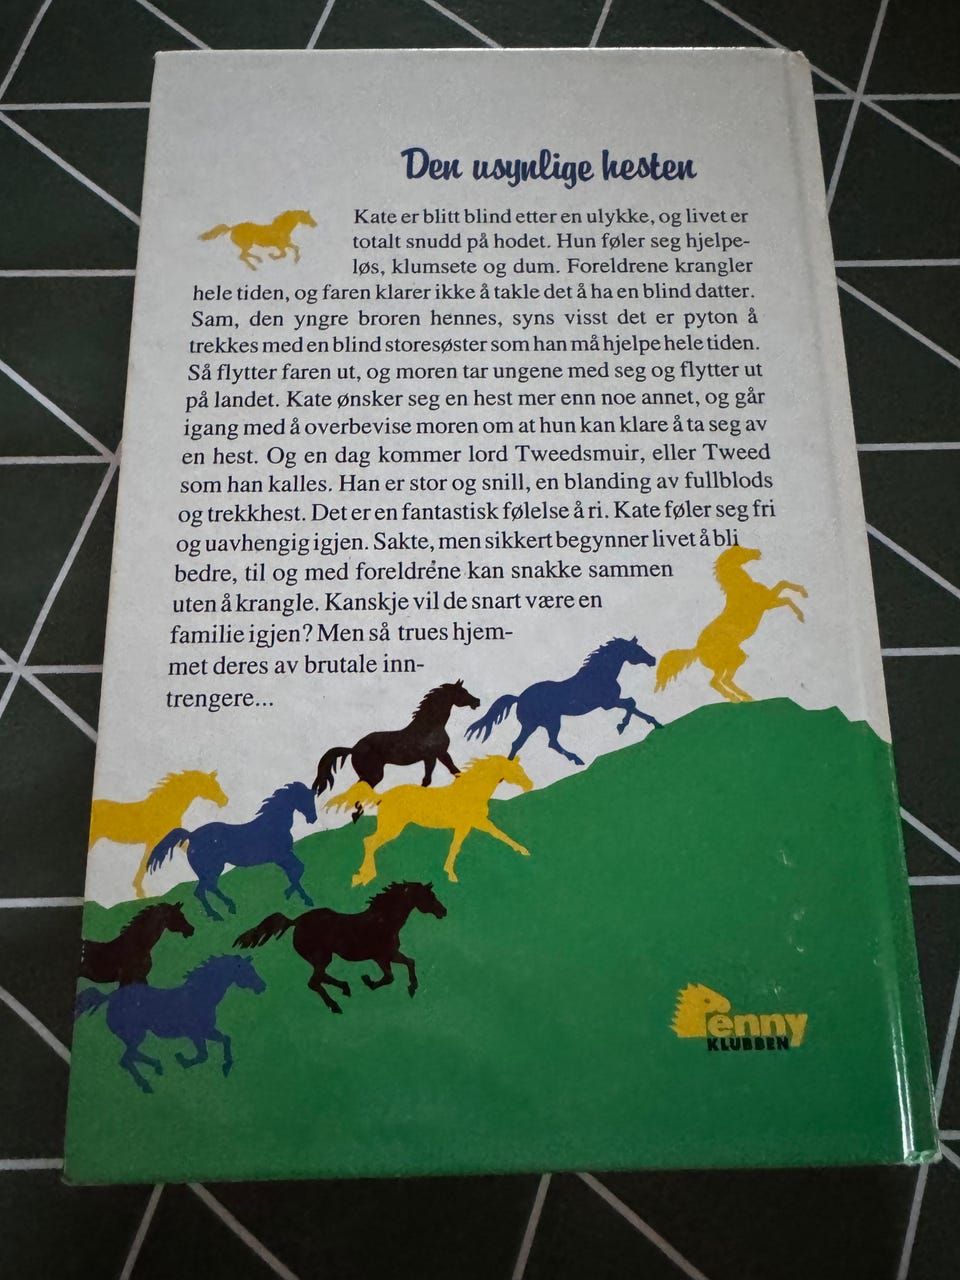 Den usynlige hesten
Kate er blitt blind etter en ulykke, og livet er
totalt snudd på hodet. Hun føler seg hjelpe-
løs, klumsete og dum. Foreldrene krangler
hele tiden, og faren klarer ikke å takle det å ha en blind datter.
Sam, den yngre broren hennes, syns visst det er pyton å
trekkes med en blind storesøster som han må hjelpe hele tiden.
Så flytter faren ut, og moren tar ungene med seg og flytter ut
på landet. Kate ønsker seg en hest mer enn noe annet, og går
igang med å overbevise moren om at hun kan klare å ta seg av
en hest. Og en dag kommer lord Tweedsmuir, eller Tweed
som han kalles. Han er stor og snill, en blanding av fullblods
og trekkhest. Det er en fantastisk følelse å ri. Kate føler seg fri
og uavhengig igjen. Sakte, men sikkert begynner livet å bli
bedre, til og med foreldrene kan snakke sammen
uten å krangle. Kanskje vil de snart være en
familie igjen? Men så trues hjem-
met deres av brutale inn-
trengere...
Penny
KLUBBEN